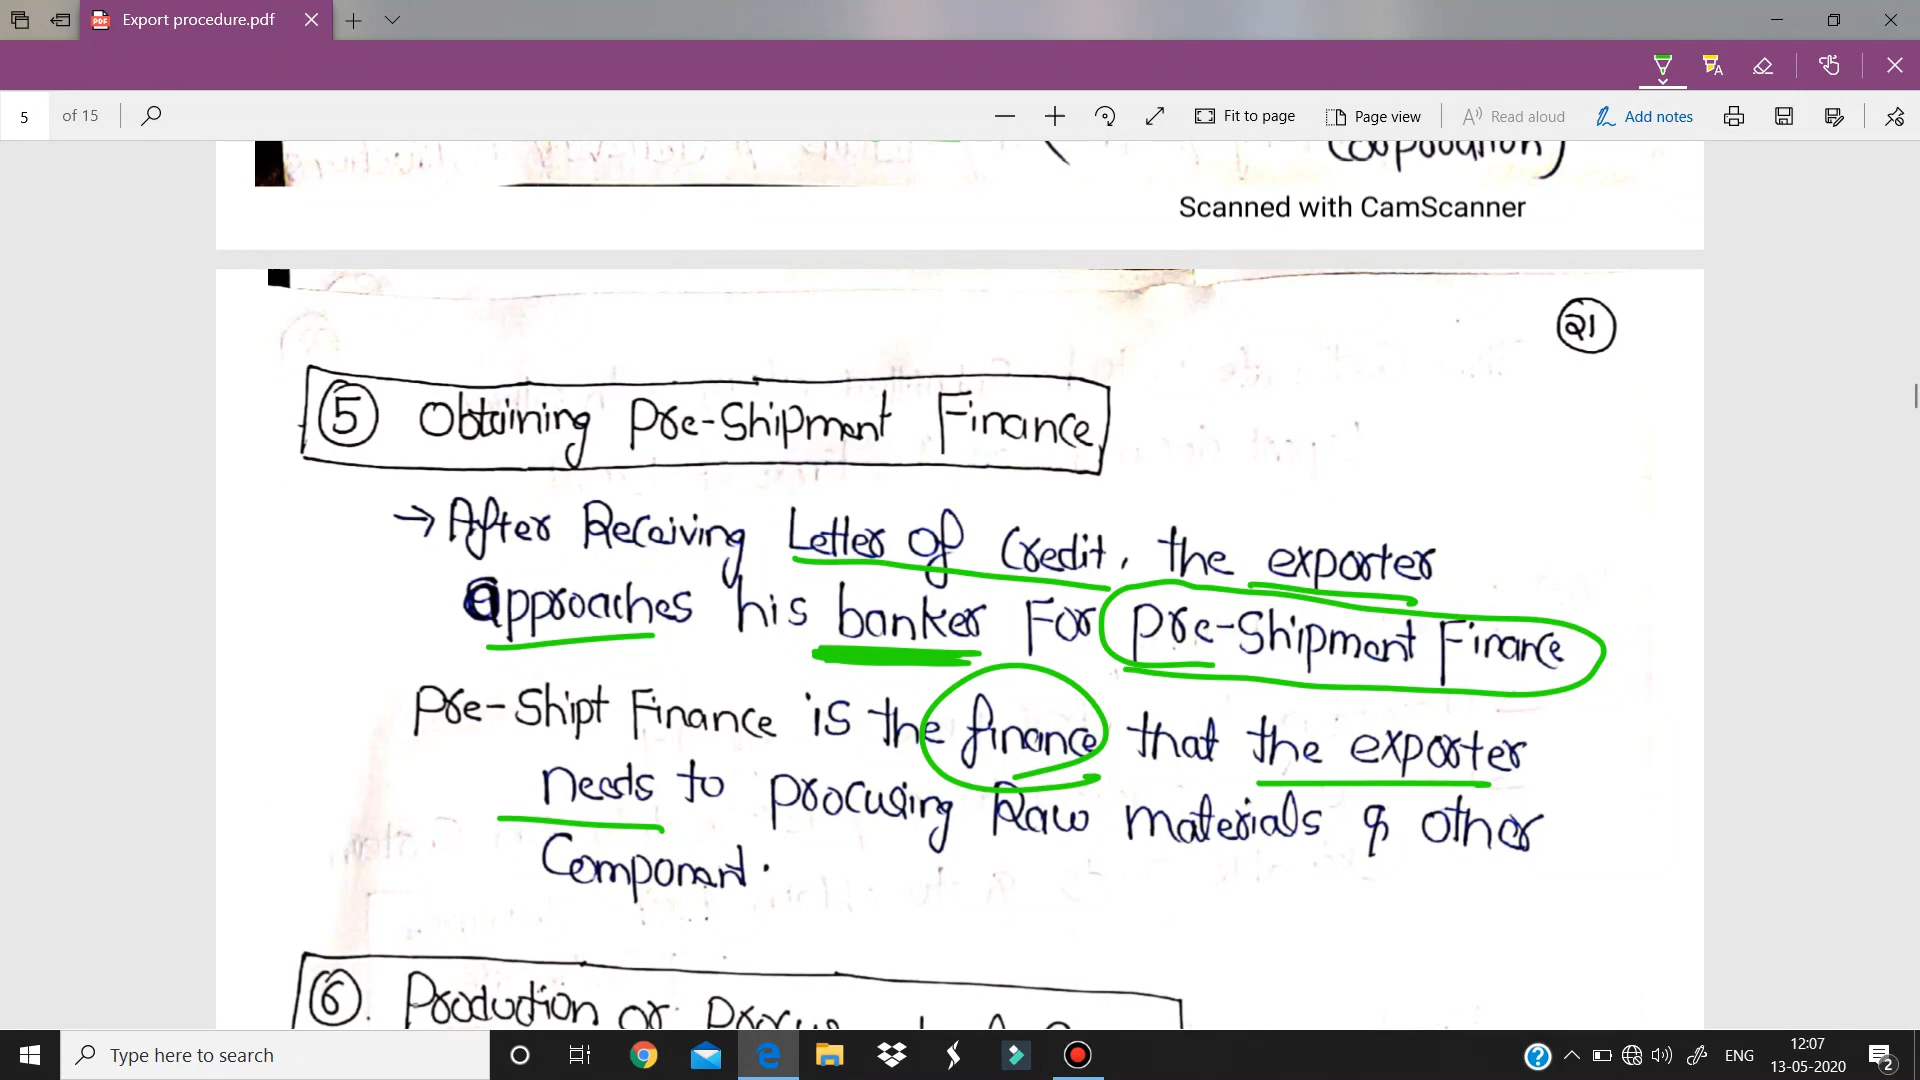 Export procedure.pdf
5 of 15
Fit to page
Page view
Read aloud
Add notes
Scanned with CamScanner
21
5 Obtaining Pre-Shipment Finance
→ After Receiving Letter of Credit, the exporter
approaches his banker For Pre-Shipment Finance
Pre-Shipt Finance is the finance that the exporter
needs to procuring Raw materials & other
Component.
6. Production or
Type here to search
ENG
12:07
13-05-2020
2